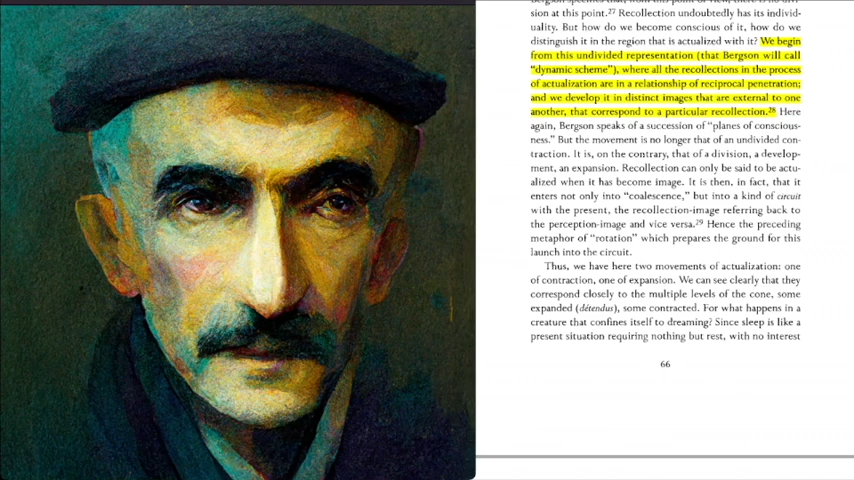 Bergson specifies that, from this point of view, there is no divi-
sion at this point.²⁷ Recollection undoubtedly has its individ-
uality. But how do we become conscious of it, how do we
distinguish it in the region that is actualized with it? We begin
from this undivided representation (that Bergson will call
“dynamic scheme”), where all the recollections in the process
of actualization are in a relationship of reciprocal penetration;
and we develop it in distinct images that are external to one
another, that correspond to a particular recollection.²⁸ Here
again, Bergson speaks of a succession of “planes of conscious-
ness.” But the movement is no longer that of an undivided con-
traction. It is, on the contrary, that of a division, a develop-
ment, an expansion. Recollection can only be said to be actu-
alized when it has become image. It is then, in fact, that it
enters not only into “coalescence,” but into a kind of circuit
with the present, the recollection-image referring back to
the perception-image and vice versa.²⁹ Hence the preceding
metaphor of “rotation” which prepares the ground for this
launch into the circuit.
Thus, we have here two movements of actualization: one
of contraction, one of expansion. We can see clearly that they
correspond closely to the multiple levels of the cone, some
expanded (détendus), some contracted. For what happens in a
creature that confines itself to dreaming? Since sleep is like a
present situation requiring nothing but rest, with no interest
66